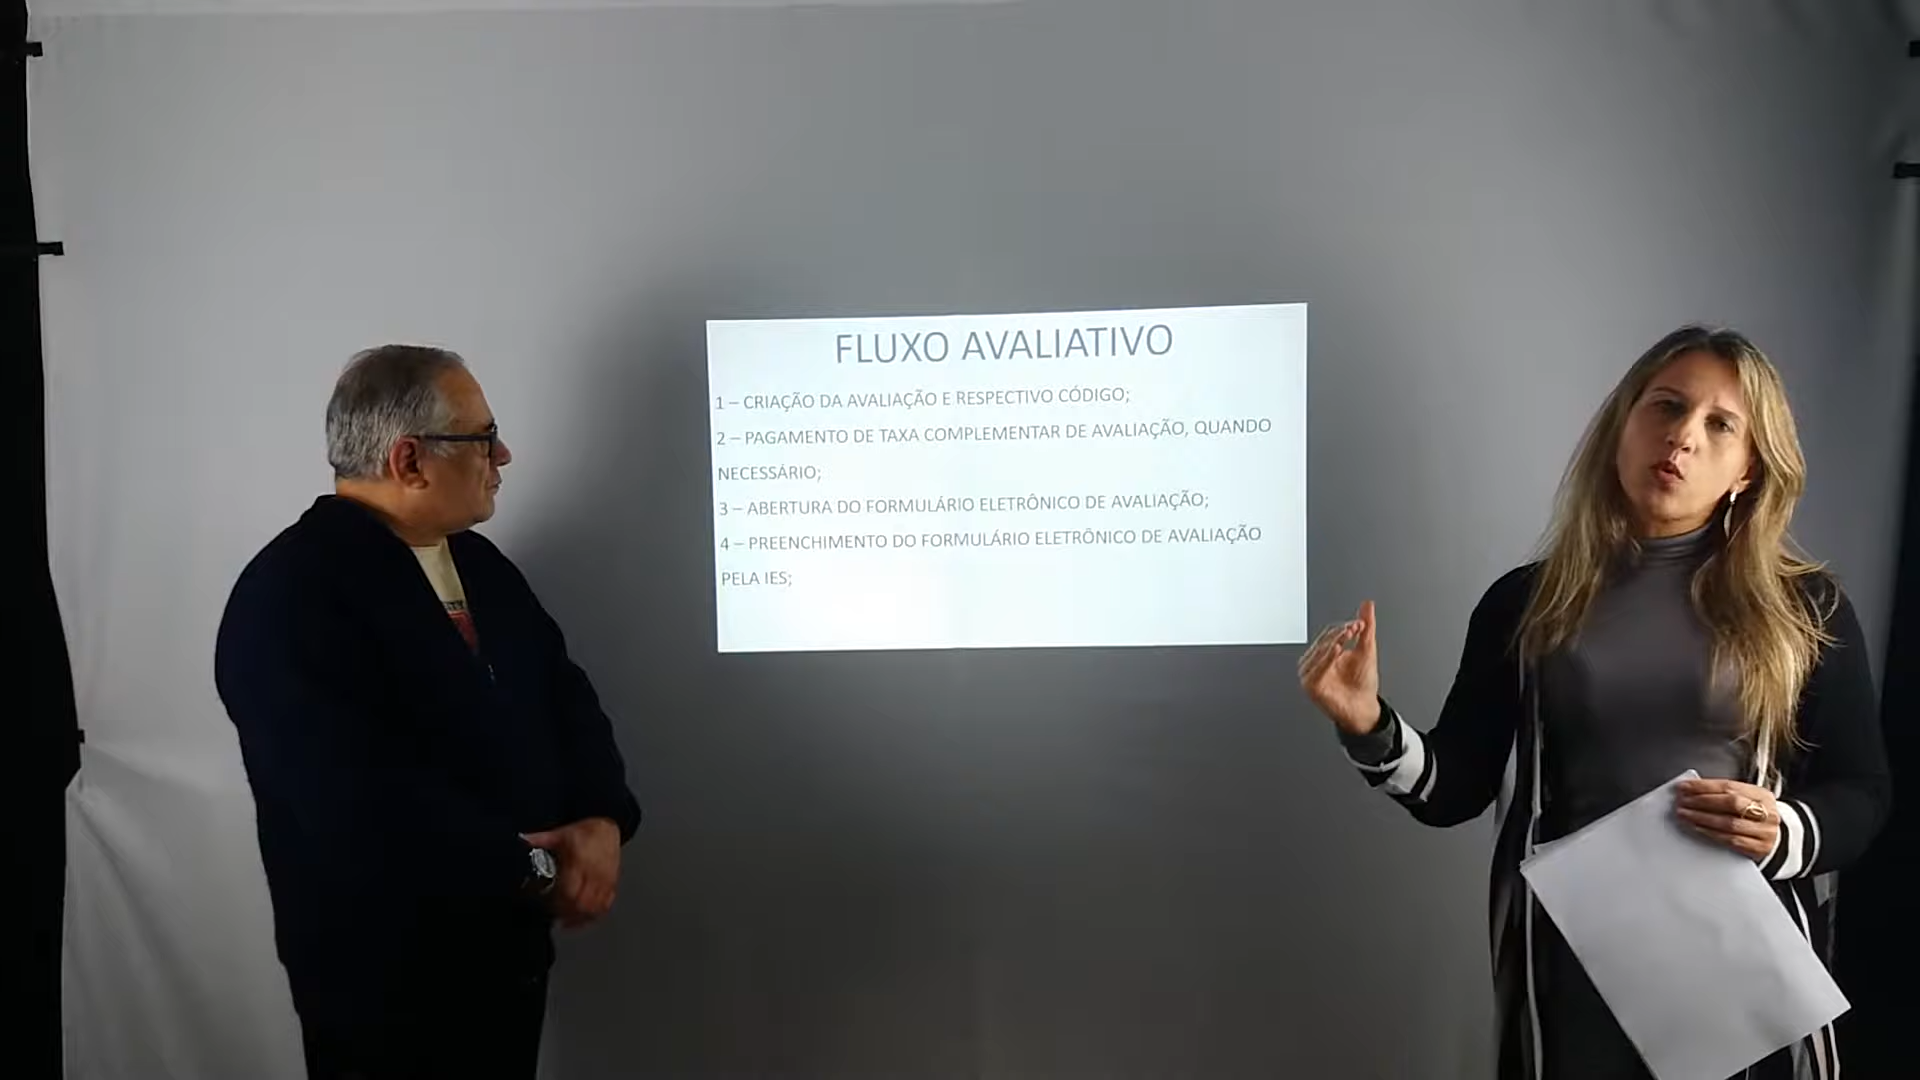 FLUXO AVALIATIVO
1 – CRIAÇÃO DA AVALIAÇÃO E RESPECTIVO CÓDIGO;
2 – PAGAMENTO DE TAXA COMPLEMENTAR DE AVALIAÇÃO, QUANDO
NECESSÁRIO;
3 – ABERTURA DO FORMULÁRIO ELETRÔNICO DE AVALIAÇÃO;
4 – PREENCHIMENTO DO FORMULÁRIO ELETRÔNICO DE AVALIAÇÃO
PELA IES;